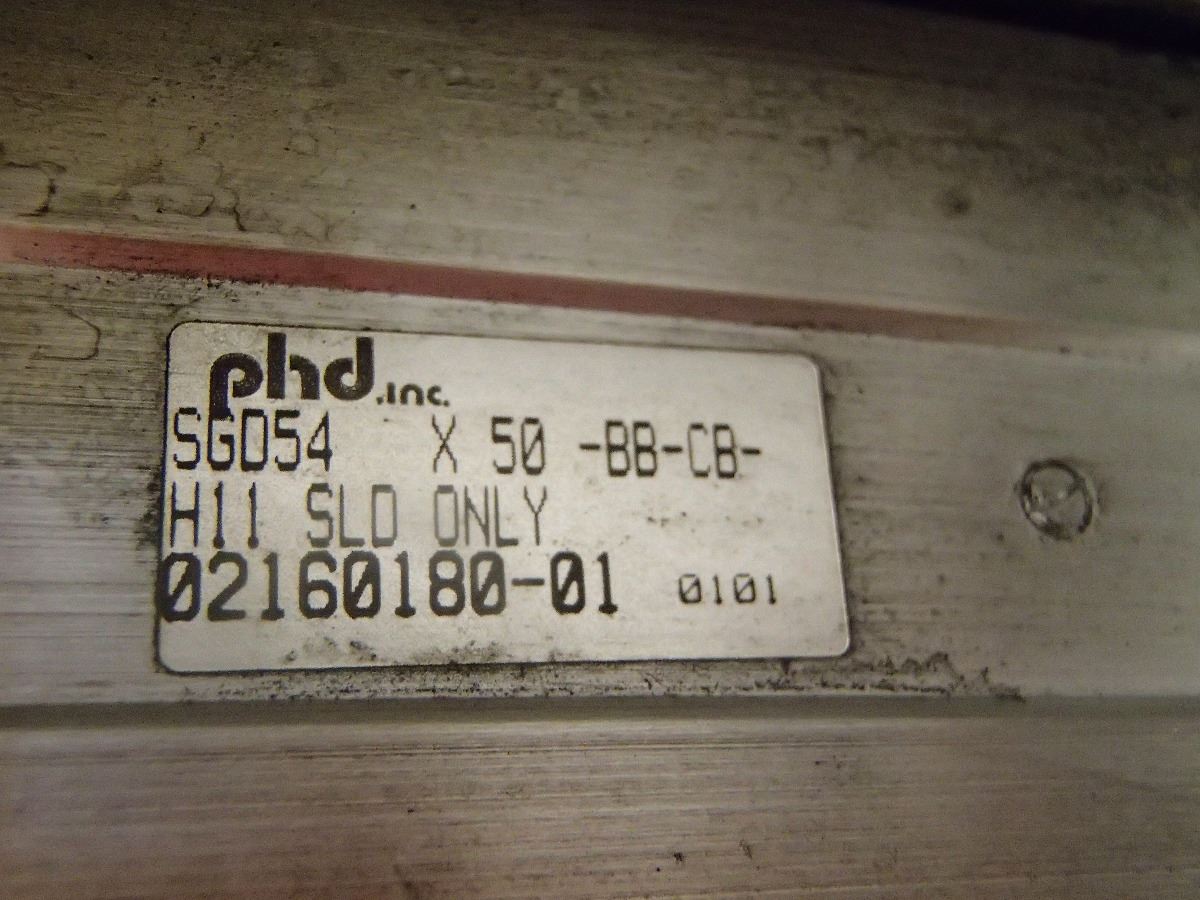 phd, inc.
SGD54 X 50 -BB-CB-
H11 SLD ONLY
02160180-01 0101